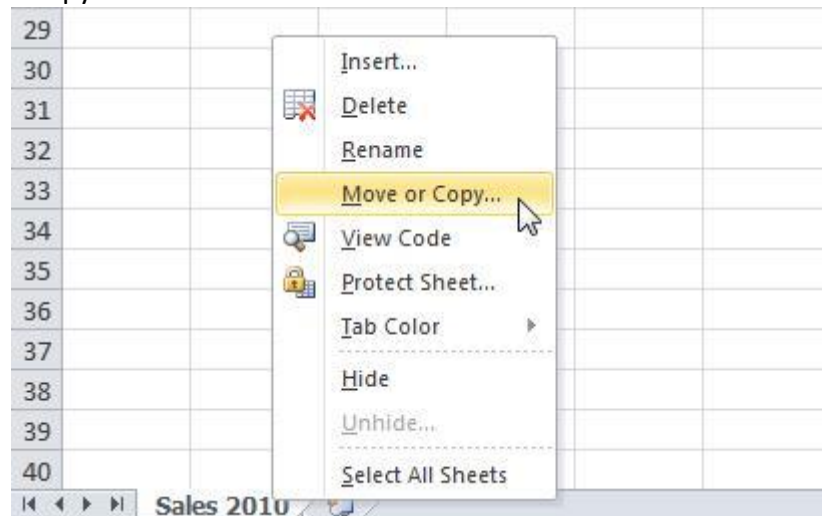 29
30
31
32
33
34
35
36
37
38
39
40
Insert...
Delete
Rename
Move or Copy...
View Code
Protect Sheet...
Tab Color
Hide
Unhide...
Select All Sheets
Sales 2010